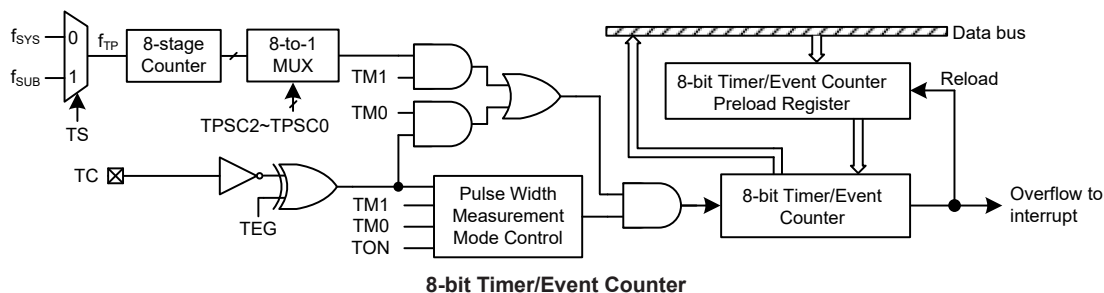 fSYS
0
fSUB
1
TS
fTP
8-stage
Counter
8-to-1
MUX
TPSC2~TPSC0
TM1
TM0
TC
TEG
TM1
TM0
TON
Pulse Width
Measurement
Mode Control
Data bus
8-bit Timer/Event Counter
Preload Register
Reload
8-bit Timer/Event
Counter
Overflow to
interrupt
8-bit Timer/Event Counter